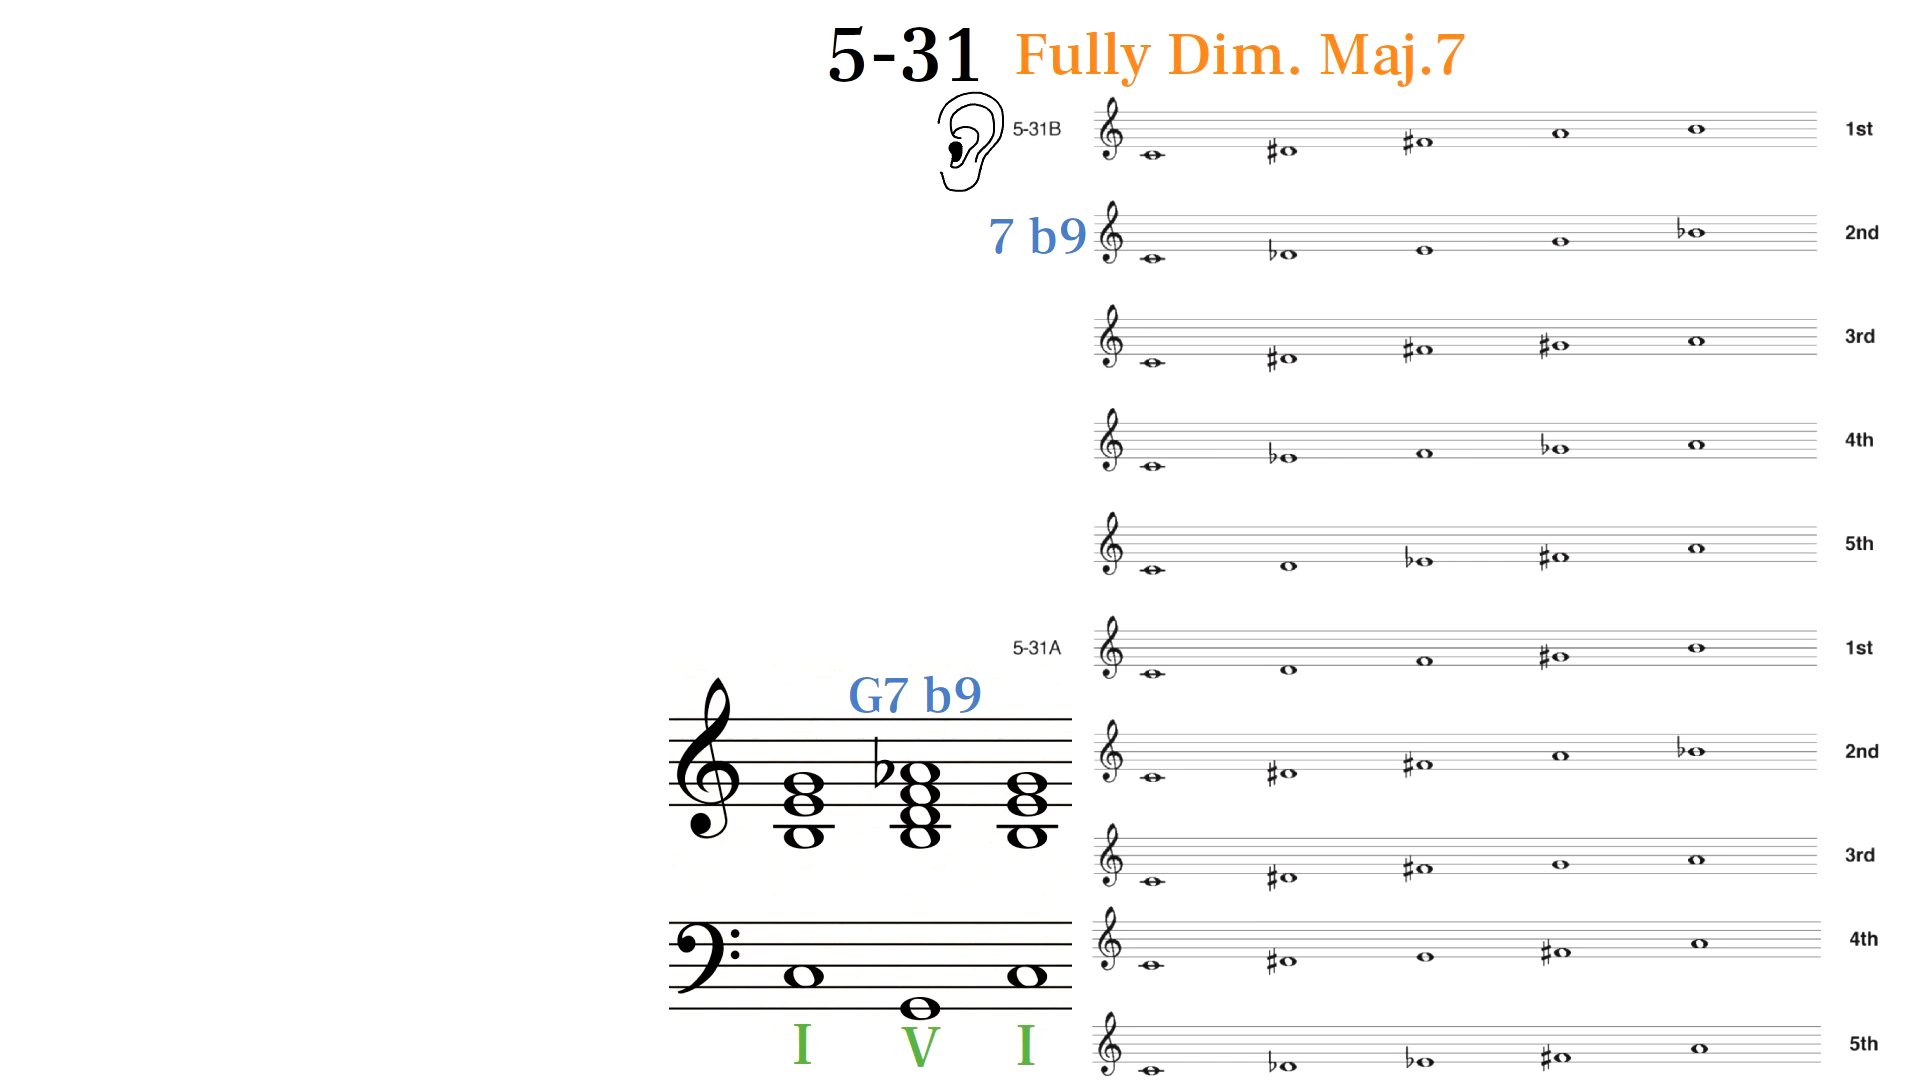 5-31 Fully Dim. Maj.7
5-31B 1st
7 b9 2nd
3rd
4th
5th
5-31A 1st
G7 b9
2nd
3rd
4th
5th
I V I